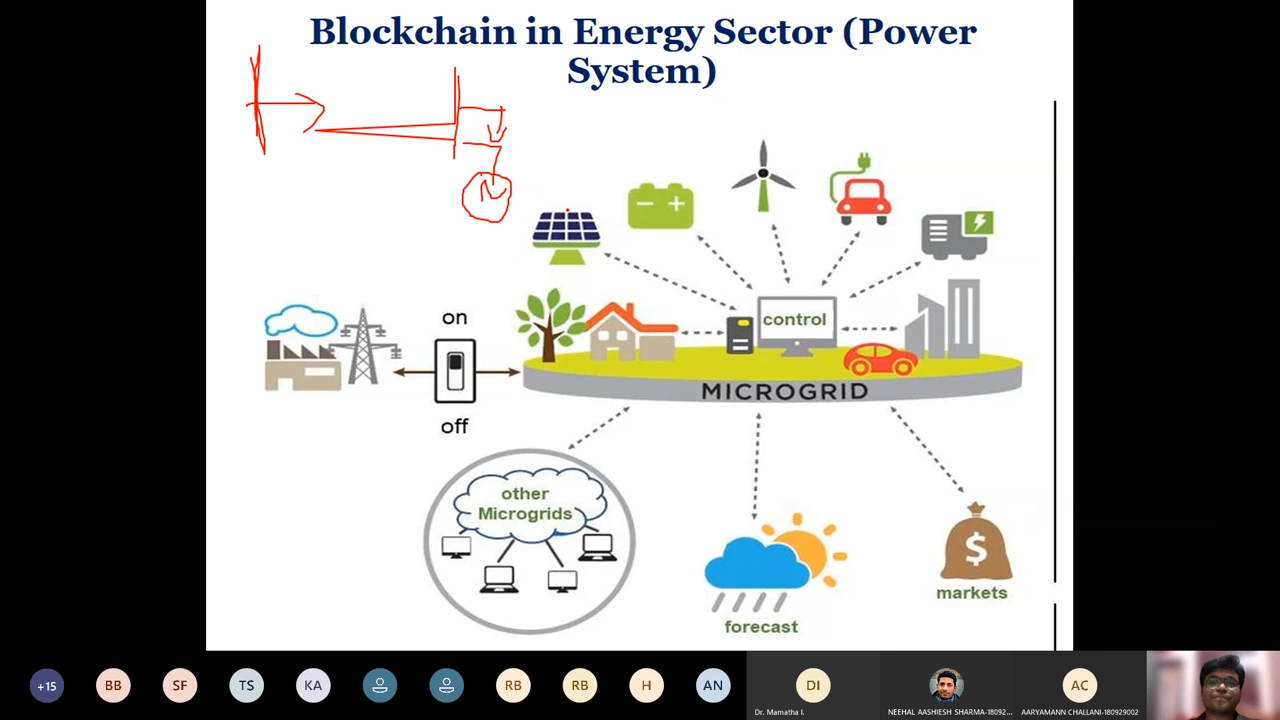 Blockchain in Energy Sector (Power
System)
control
on
MICROGRID
off
other
Microgrids
markets
forecast
+15
BB
SF
TS
KA
RB
RB
H
AN
DI
AC
Dr. Mamatha I.
NEEHAL AASHIESH SHARMA-18092...
AARYAMANN CHALLANI-180929002